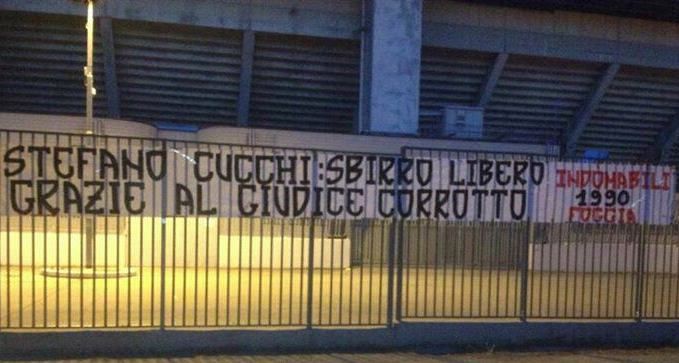 STEFANO CUCCHI: SBIRRO LIBERO
GRAZIE AL GIUDICE CORROTTO
INDOMABILI
1990
FOGGIA